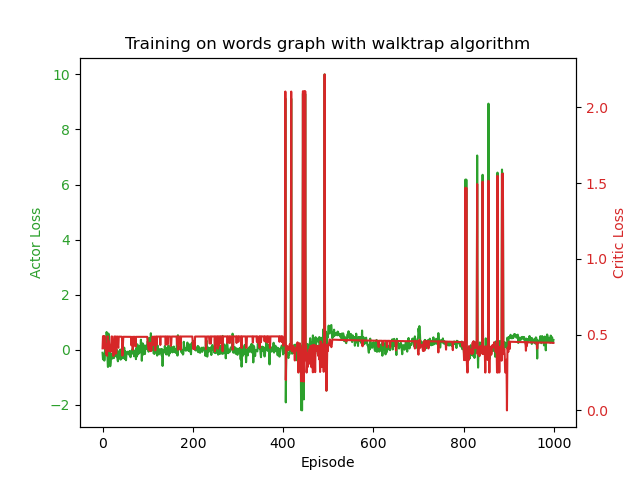 Training on words graph with walktrap algorithm
10
8
6
4
2
0
−2
Actor Loss
2.0
1.5
1.0
0.5
0.0
Critic Loss
0 200 400 600 800 1000
Episode